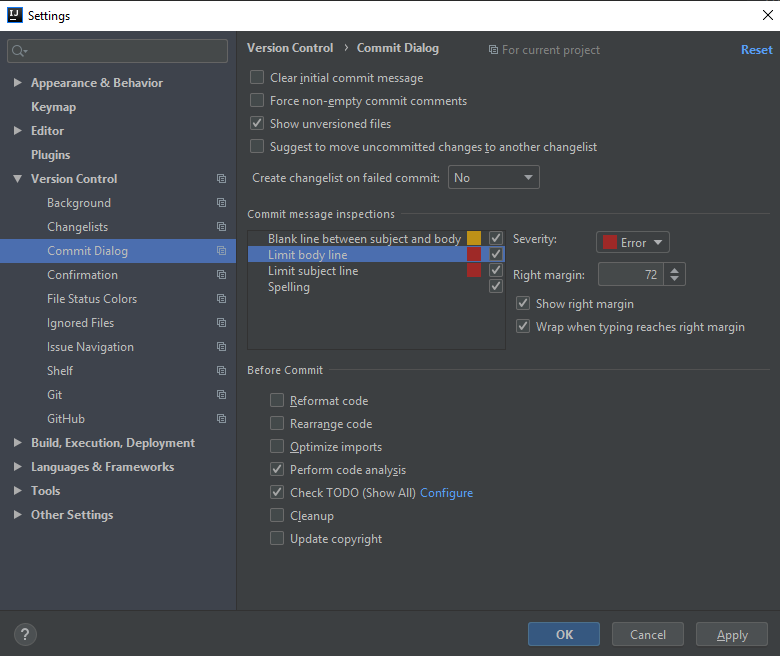 IJ Settings
Version Control › Commit Dialog For current project Reset
Appearance & Behavior
Keymap
Editor
Plugins
Version Control
Background
Changelists
Commit Dialog
Confirmation
File Status Colors
Ignored Files
Issue Navigation
Shelf
Git
GitHub
Build, Execution, Deployment
Languages & Frameworks
Tools
Other Settings
Clear initial commit message
Force non-empty commit comments
Show unversioned files
Suggest to move uncommitted changes to another changelist
Create changelist on failed commit: No
Commit message inspections
Blank line between subject and body
Limit body line
Limit subject line
Spelling
Severity: Error
Right margin: 72
Show right margin
Wrap when typing reaches right margin
Before Commit
Reformat code
Rearrange code
Optimize imports
Perform code analysis
Check TODO (Show All) Configure
Cleanup
Update copyright
? OK Cancel Apply